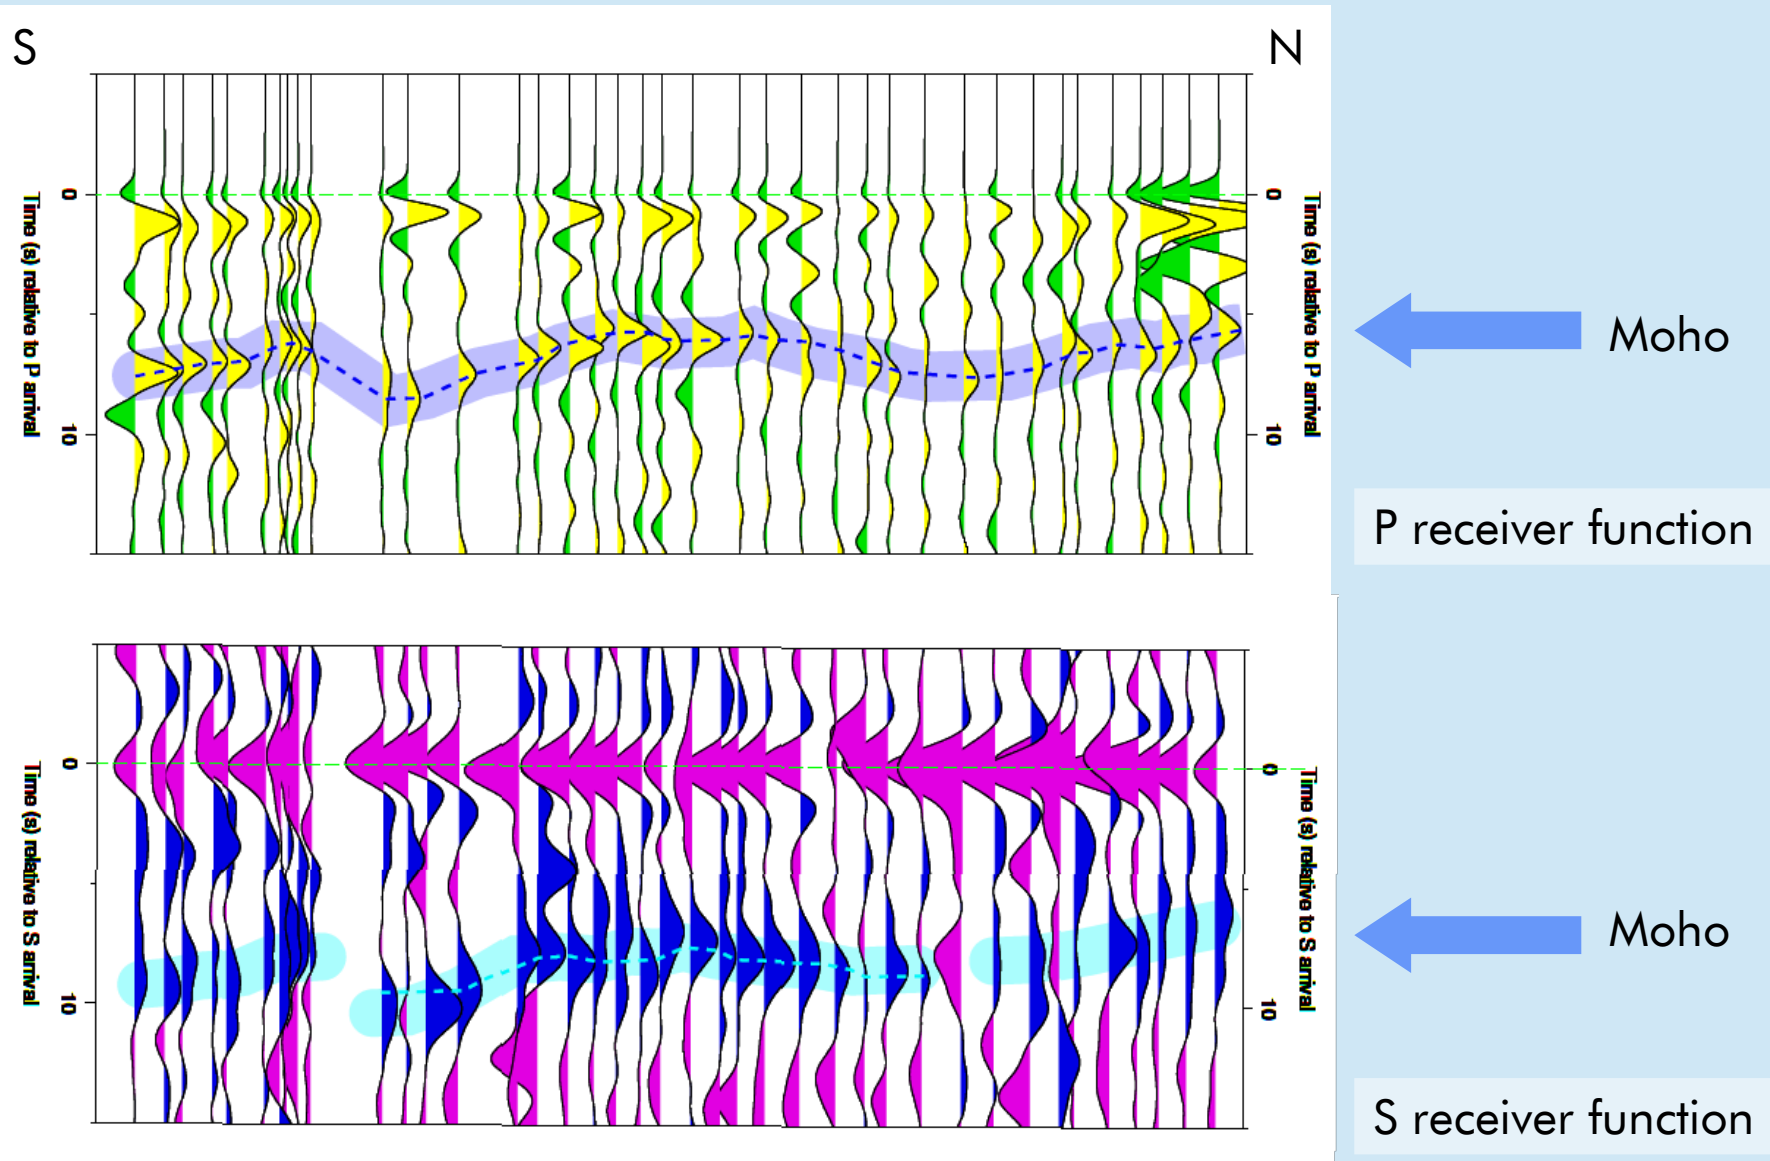 S
N
0
10
Time (s) relative to P arrival
0
10
Time (s) relative to P arrival
Moho
P receiver function
0
10
Time (s) relative to S arrival
0
10
Time (s) relative to S arrival
Moho
S receiver function